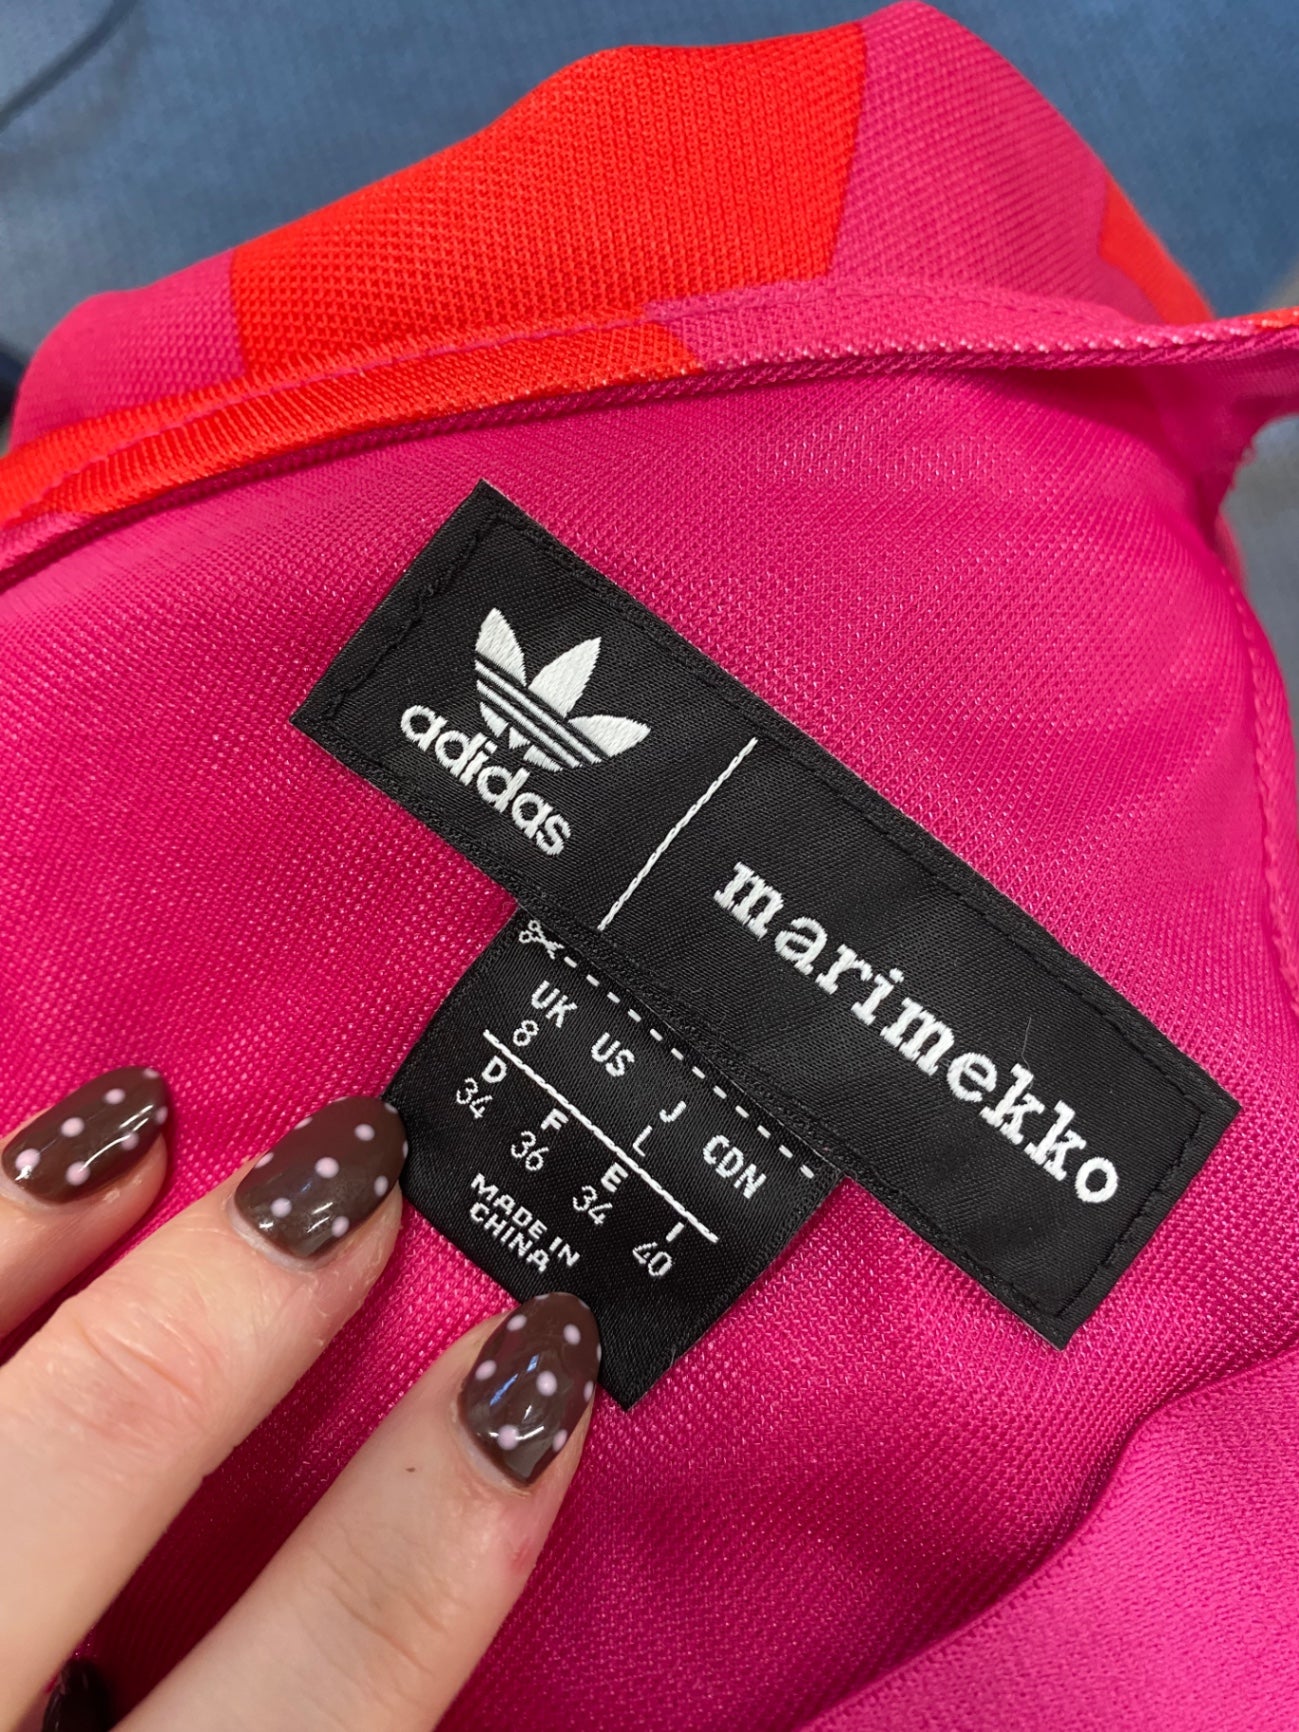 adidas
marimekko
UK US J CDN
8 L
D F E I
34 36 34 40
MADE IN
CHINA